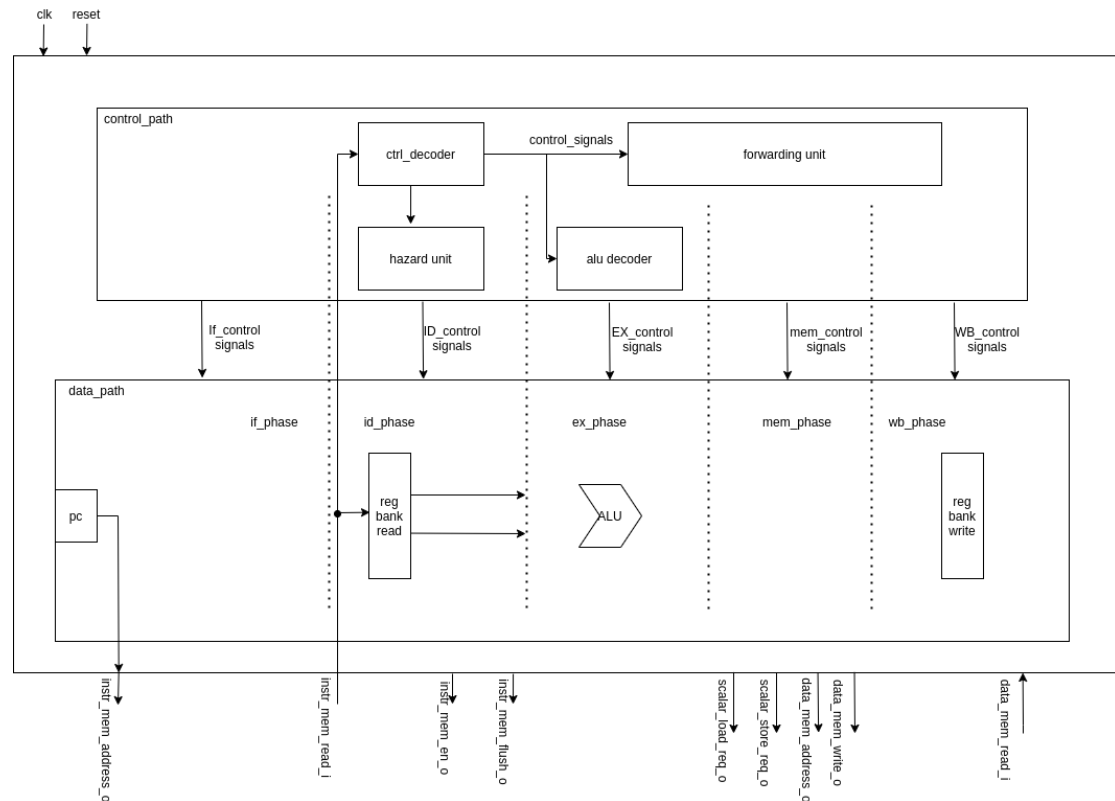 clk
reset
control_path
ctrl_decoder
control_signals
forwarding unit
hazard unit
alu decoder
If_control
signals
ID_control
signals
EX_control
signals
mem_control
signals
WB_control
signals
data_path
if_phase
id_phase
ex_phase
mem_phase
wb_phase
pc
reg
bank
read
ALU
reg
bank
write
instr_mem_address_o
instr_mem_read_i
instr_mem_en_o
instr_mem_flush_o
scalar_load_req_o
scalar_store_req_o
data_mem_address_o
data_mem_write_o
data_mem_read_i